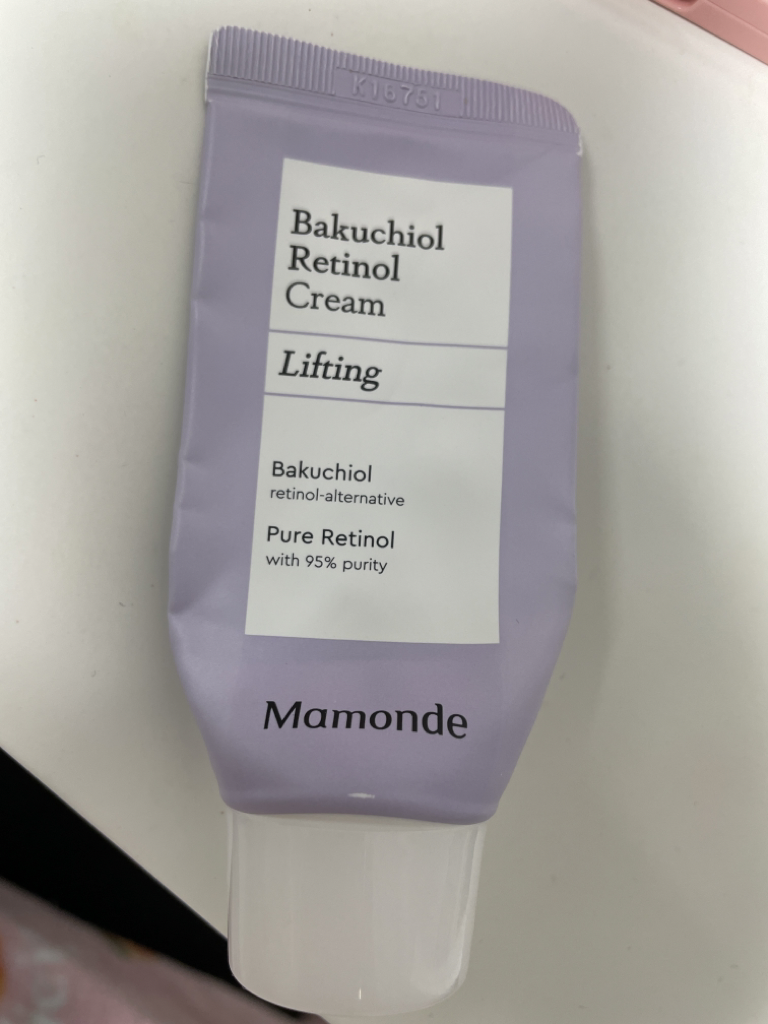 K16751
Bakuchiol
Retinol
Cream
Lifting
Bakuchiol
retinol-alternative
Pure Retinol
with 95% purity
Mamonde